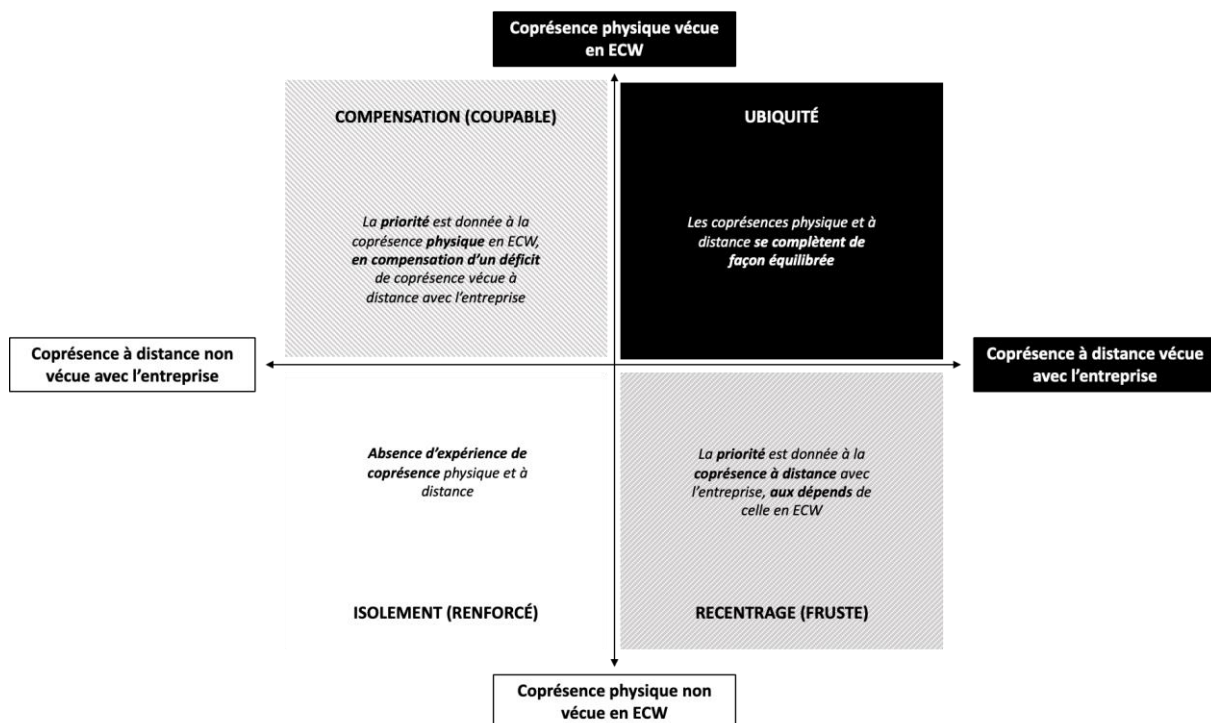 Coprésence physique vécue
en ECW
COMPENSATION (COUPABLE)
La priorité est donnée à la
coprésence physique en ECW,
en compensation d'un déficit
de coprésence vécue à
distance avec l'entreprise
UBIQUITÉ
Les coprésences physique et à
distance se complètent de
façon équilibrée
Coprésence à distance non
vécue avec l'entreprise
Coprésence à distance vécue
avec l'entreprise
Absence d'expérience de
coprésence physique et à
distance
ISOLEMENT (RENFORCÉ)
La priorité est donnée à la
coprésence à distance avec
l'entreprise, aux dépends de
celle en ECW
RECENTRAGE (FRUSTE)
Coprésence physique non
vécue en ECW